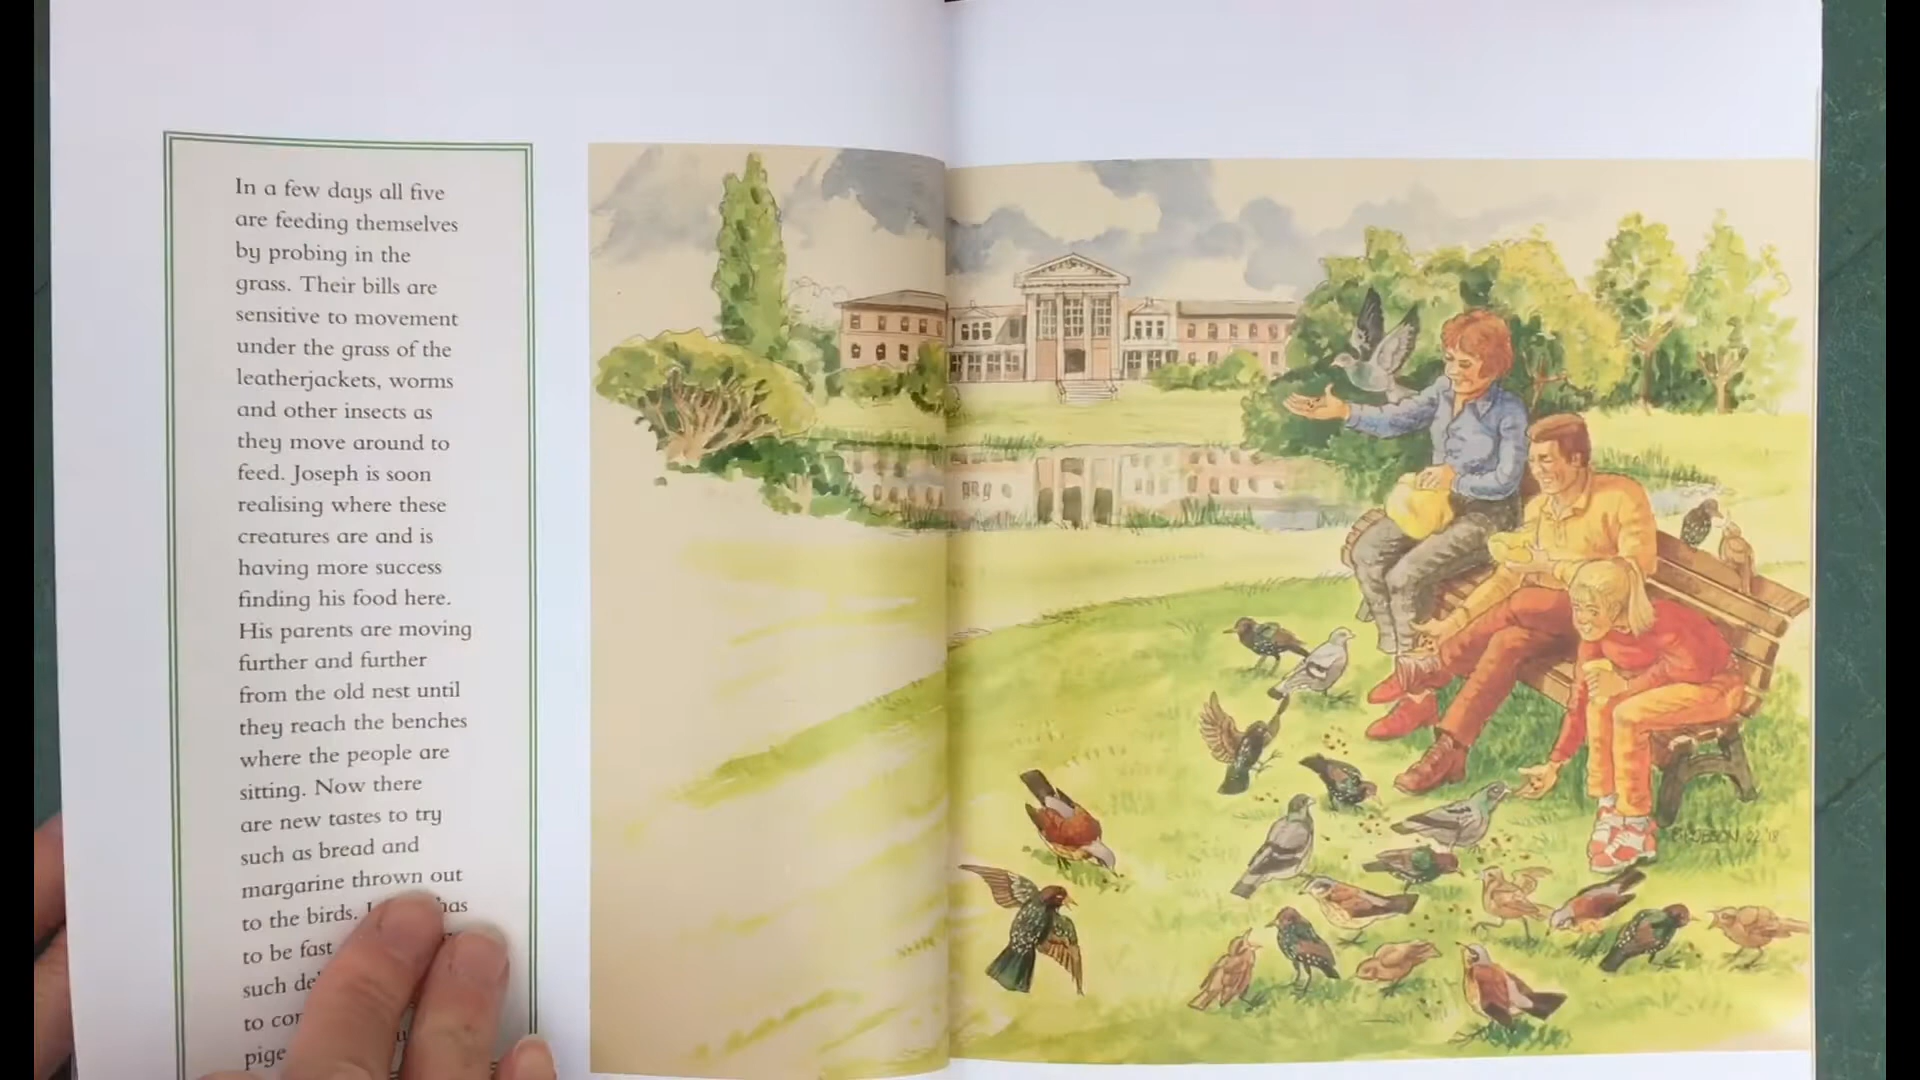 In a few days all five
are feeding themselves
by probing in the
grass. Their bills are
sensitive to movement
under the grass of the
leatherjackets, worms
and other insects as
they move around to
feed. Joseph is soon
realising where these
creatures are and is
having more success
finding his food here.
His parents are moving
further and further
from the old nest until
they reach the benches
where the people are
sitting. Now there
are new tastes to try
such as bread and
margarine thrown out
to the birds. has
to be fast
such
to